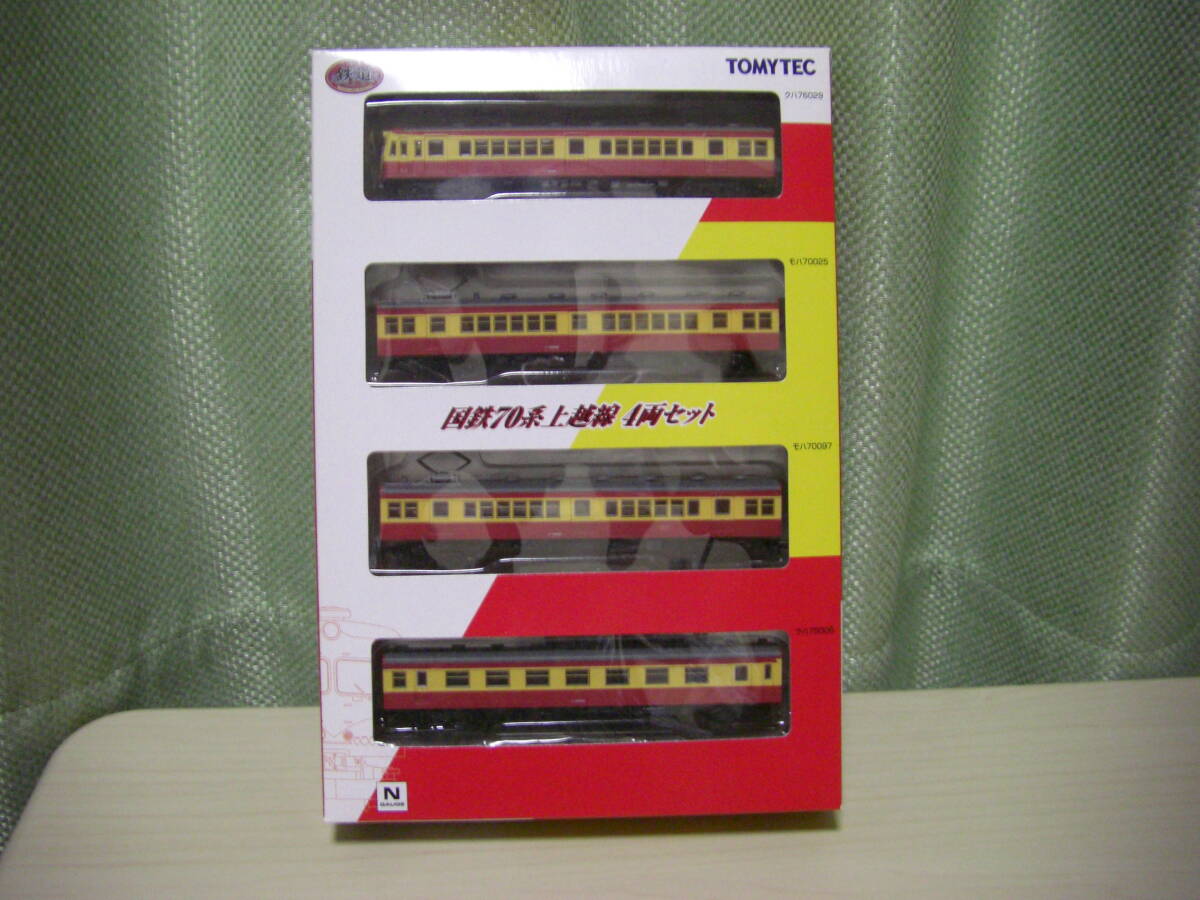 鉄道
TOMYTEC
クハ76029
モハ70025
国鉄70系上越線 4両セット
モハ70097
N
GAUGE